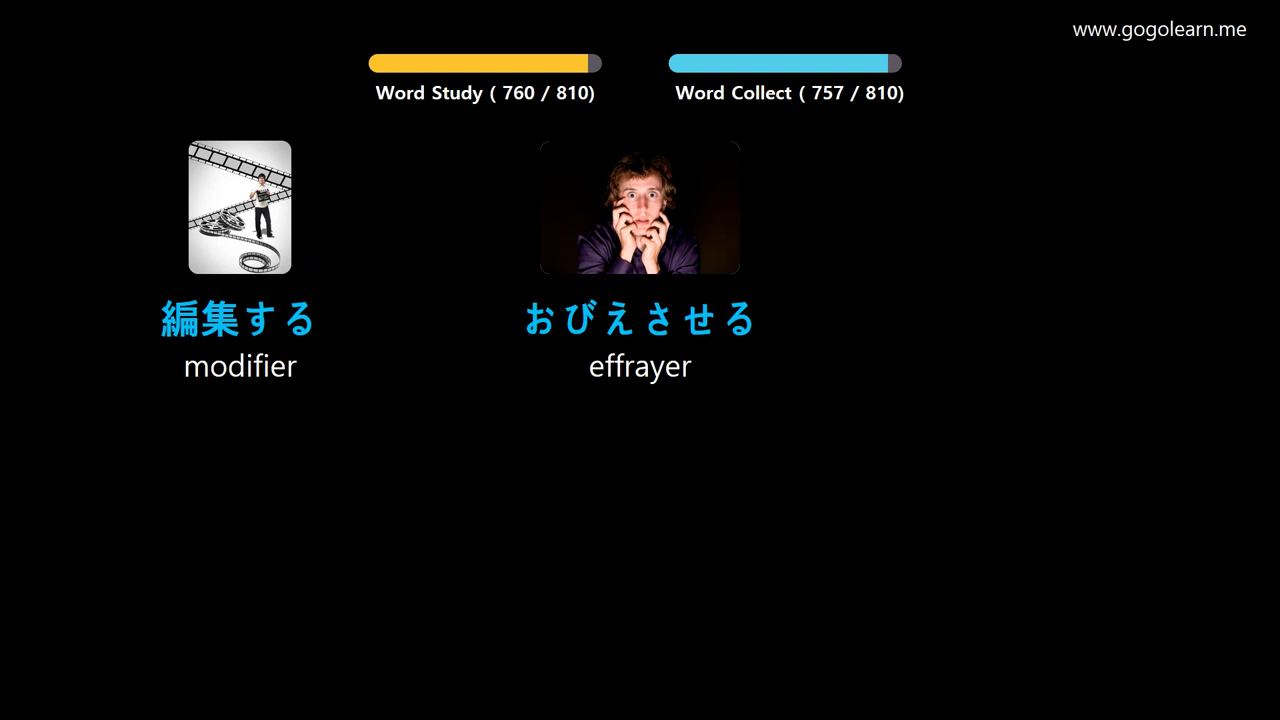 www.gogolearn.me
Word Study ( 760 / 810)
Word Collect ( 757 / 810)
編集する
おびえさせる
modifier
effrayer